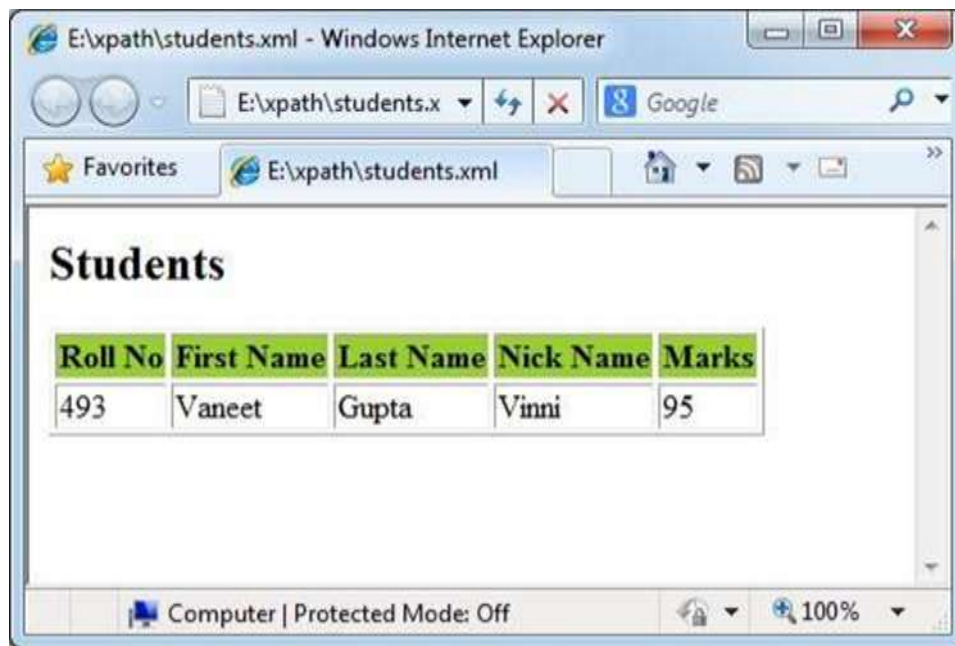 E:\xpath\students.xml - Windows Internet Explorer
E:\xpath\students.x Google
Favorites E:\xpath\students.xml
Students
Roll No First Name Last Name Nick Name Marks
493 Vaneet Gupta Vinni 95
Computer | Protected Mode: Off 100%